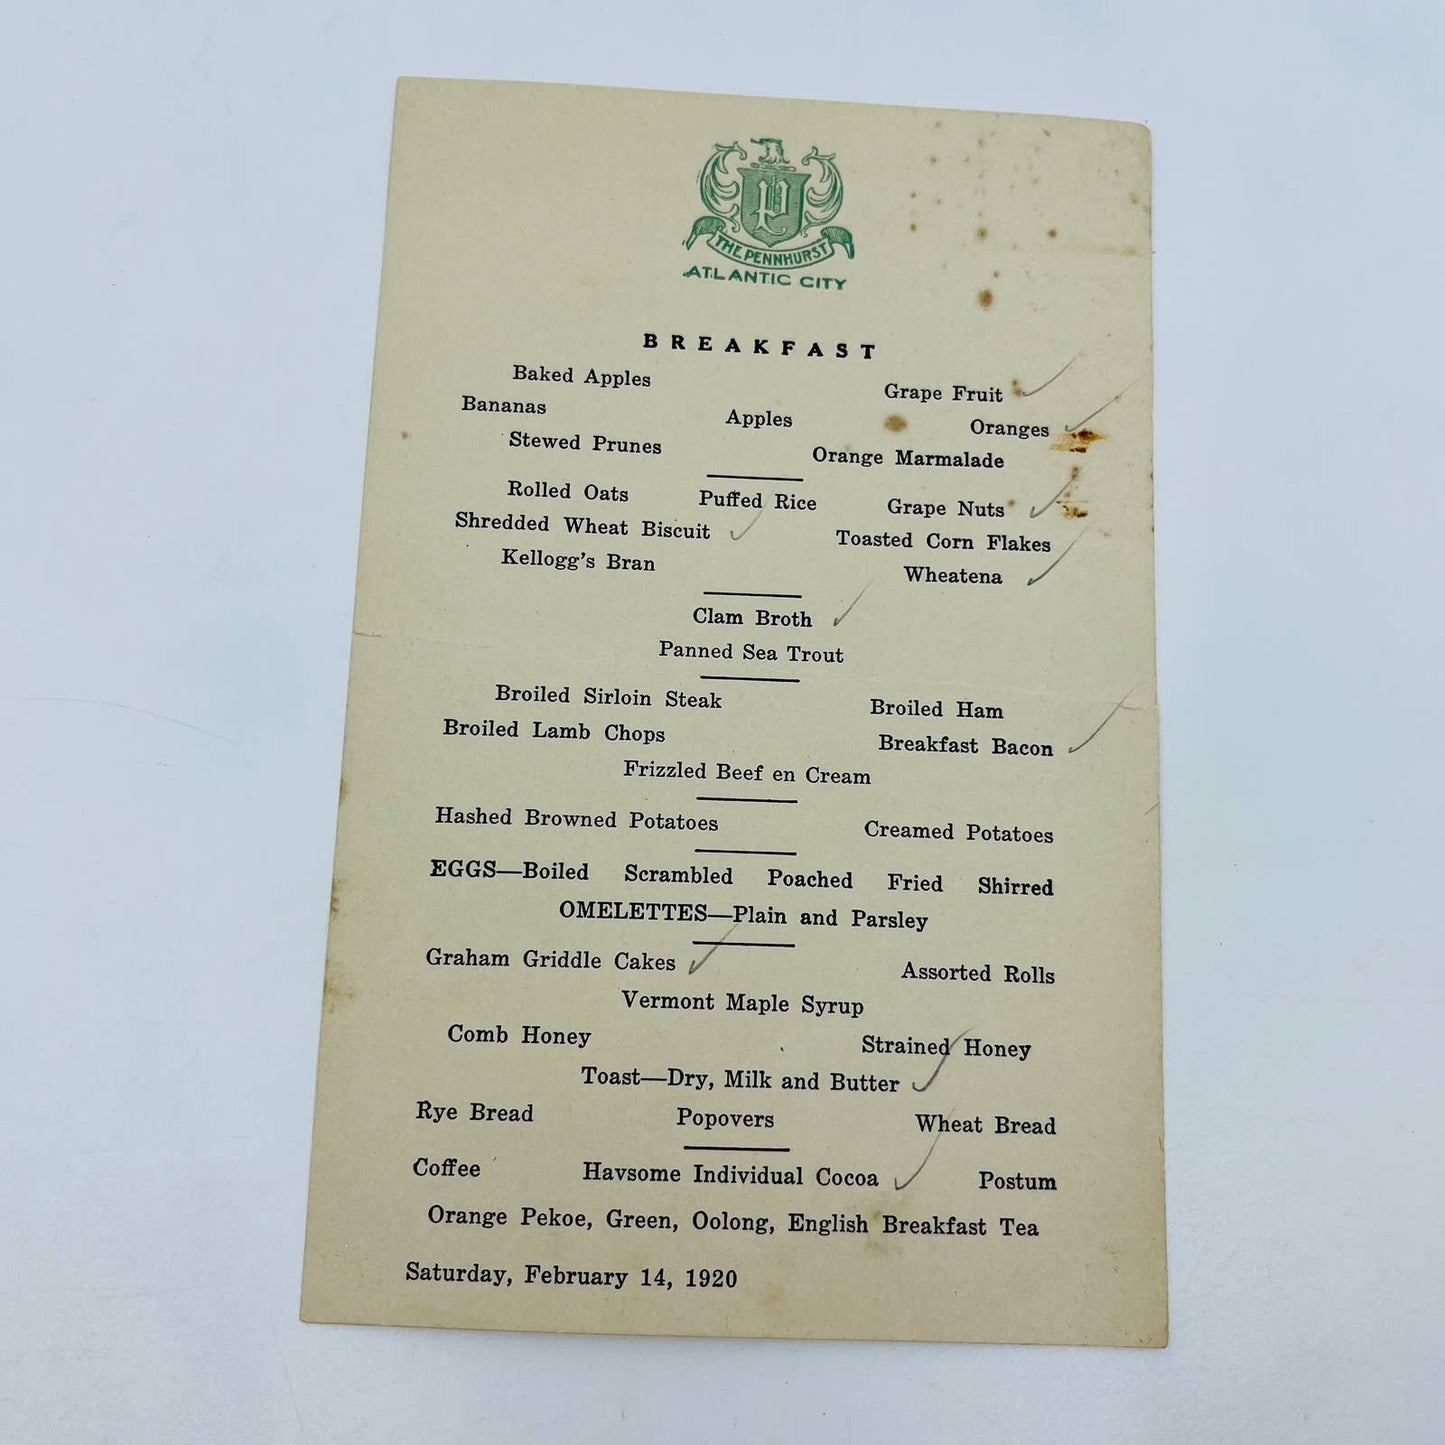 P
THE PENNHURST
ATLANTIC CITY
BREAKFAST
Baked Apples Grape Fruit
Bananas Apples Oranges
Stewed Prunes Orange Marmalade
Rolled Oats Puffed Rice Grape Nuts
Shredded Wheat Biscuit Toasted Corn Flakes
Kellogg's Bran Wheatena
Clam Broth
Panned Sea Trout
Broiled Sirloin Steak Broiled Ham
Broiled Lamb Chops Breakfast Bacon
Frizzled Beef en Cream
Hashed Browned Potatoes Creamed Potatoes
EGGS—Boiled Scrambled Poached Fried Shirred
OMELETTES—Plain and Parsley
Graham Griddle Cakes Assorted Rolls
Vermont Maple Syrup
Comb Honey Strained Honey
Toast—Dry, Milk and Butter
Rye Bread Popovers Wheat Bread
Coffee Havsome Individual Cocoa Postum
Orange Pekoe, Green, Oolong, English Breakfast Tea
Saturday, February 14, 1920